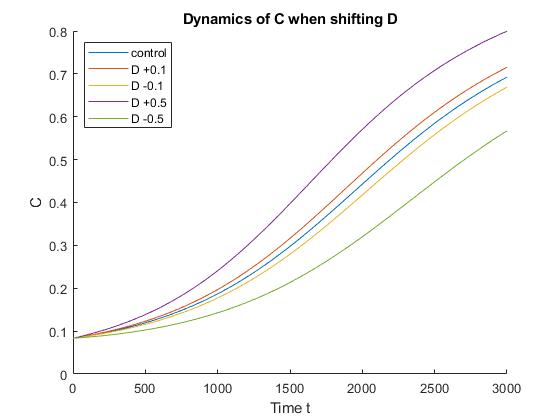 Dynamics of C when shifting D
control
D +0.1
D -0.1
D +0.5
D -0.5
C
0.8
0.7
0.6
0.5
0.4
0.3
0.2
0.1
0
0 500 1000 1500 2000 2500 3000
Time t